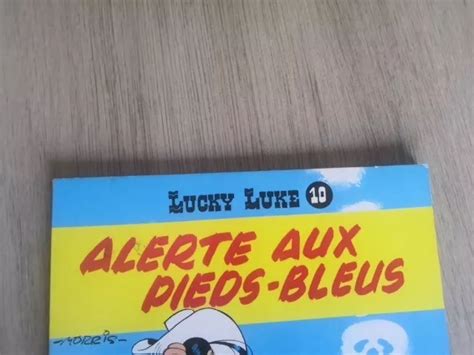 LUCKY LUKE 10
ALERTE AUX
PIEDS-BLEUS
-MORRIS-